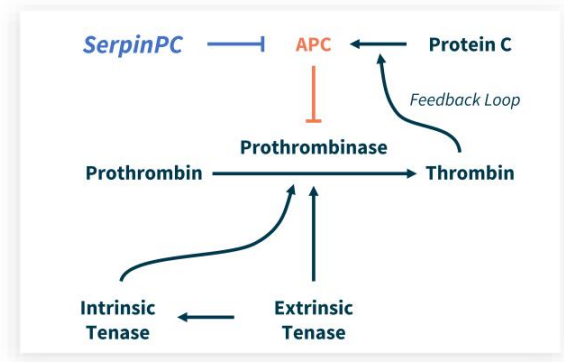 SerpinPC
APC
Protein C
Feedback Loop
Prothrombinase
Prothrombin
Thrombin
Intrinsic
Tenase
Extrinsic
Tenase